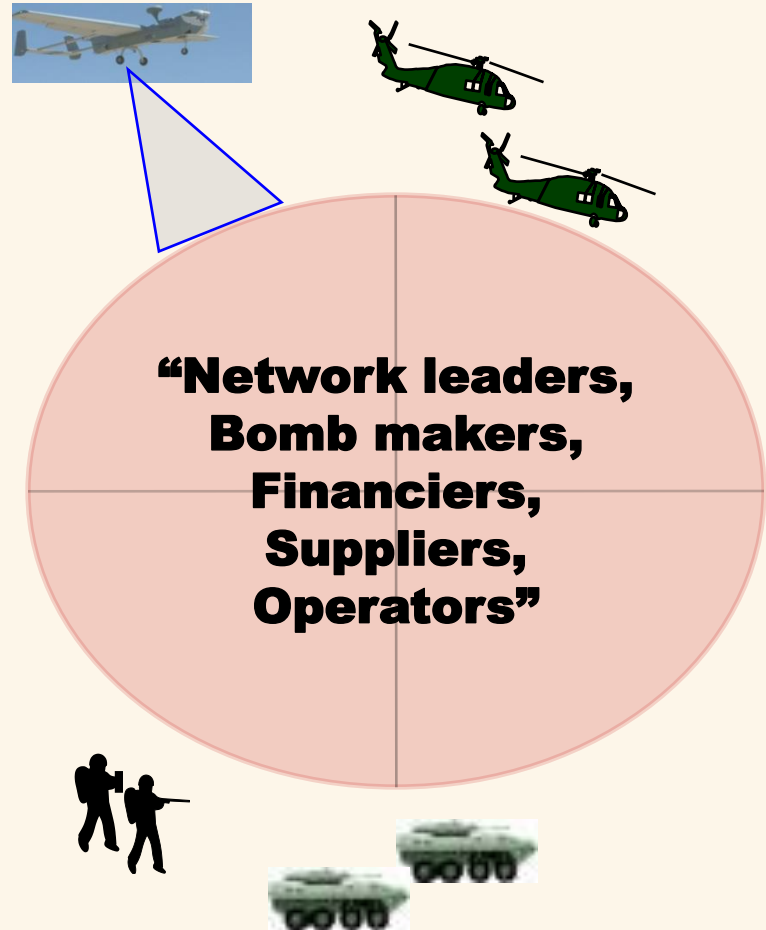 “Network leaders,
Bomb makers,
Financiers,
Suppliers,
Operators”